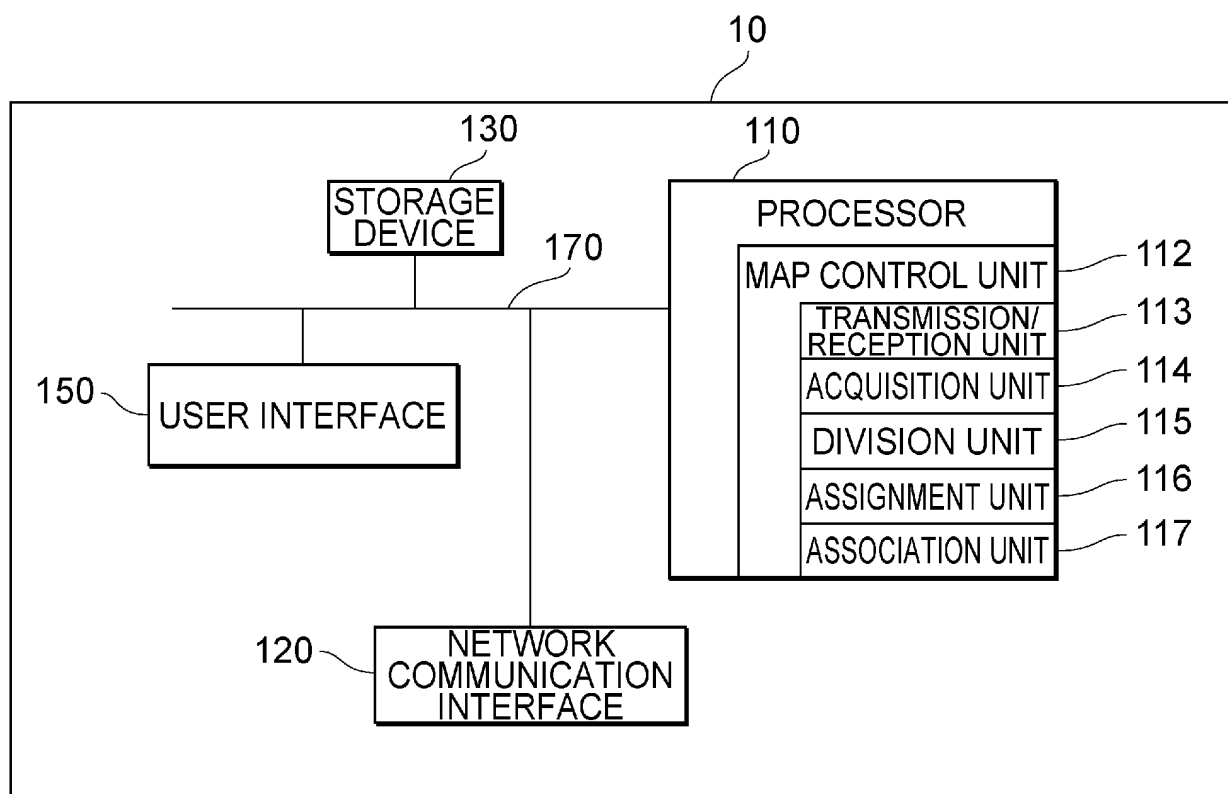 10
130
110
STORAGE
DEVICE
PROCESSOR
170
MAP CONTROL UNIT
112
TRANSMISSION/
RECEPTION UNIT
113
150
USER INTERFACE
ACQUISITION UNIT
114
DIVISION UNIT
115
ASSIGNMENT UNIT
116
ASSOCIATION UNIT
117
120
NETWORK
COMMUNICATION
INTERFACE